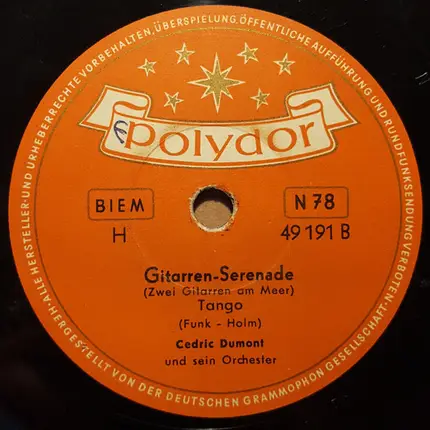 ·ALLE HERSTELLER- UND URHEBERRECHTE VORBEHALTEN, ÜBERSPIELUNG, ÖFFENTLICHE AUFFÜHRUNG UND RUNDFUNKSENDUNG VERBOTEN·
polydor
BIEM
N 78
H
49 191 B
Gitarren-Serenade
(Zwei Gitarren am Meer)
Tango
(Funk - Holm)
Cedric Dumont
und sein Orchester
HERGESTELLT VON DER DEUTSCHEN GRAMMOPHON GESELLSCHAFT·